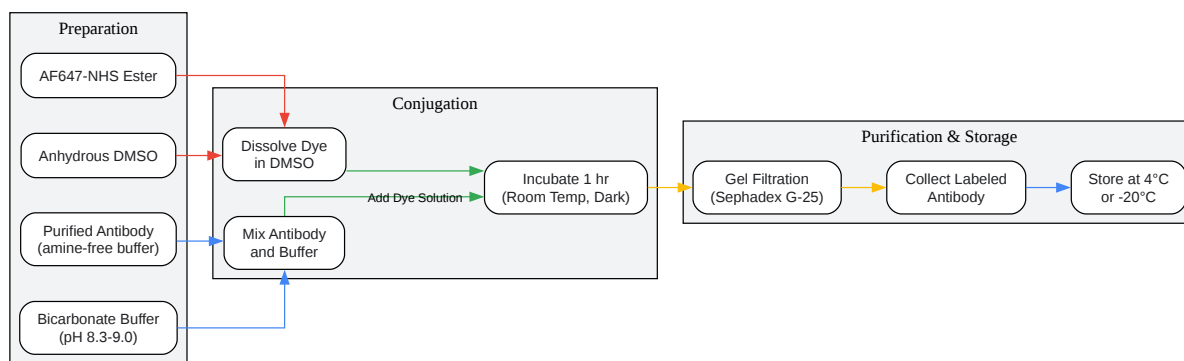 Preparation
AF647-NHS Ester
Anhydrous DMSO
Purified Antibody
(amine-free buffer)
Bicarbonate Buffer
(pH 8.3-9.0)
Conjugation
Dissolve Dye
in DMSO
Mix Antibody
and Buffer
Add Dye Solution
Incubate 1 hr
(Room Temp, Dark)
Purification & Storage
Gel Filtration
(Sephadex G-25)
Collect Labeled
Antibody
Store at 4°C
or -20°C